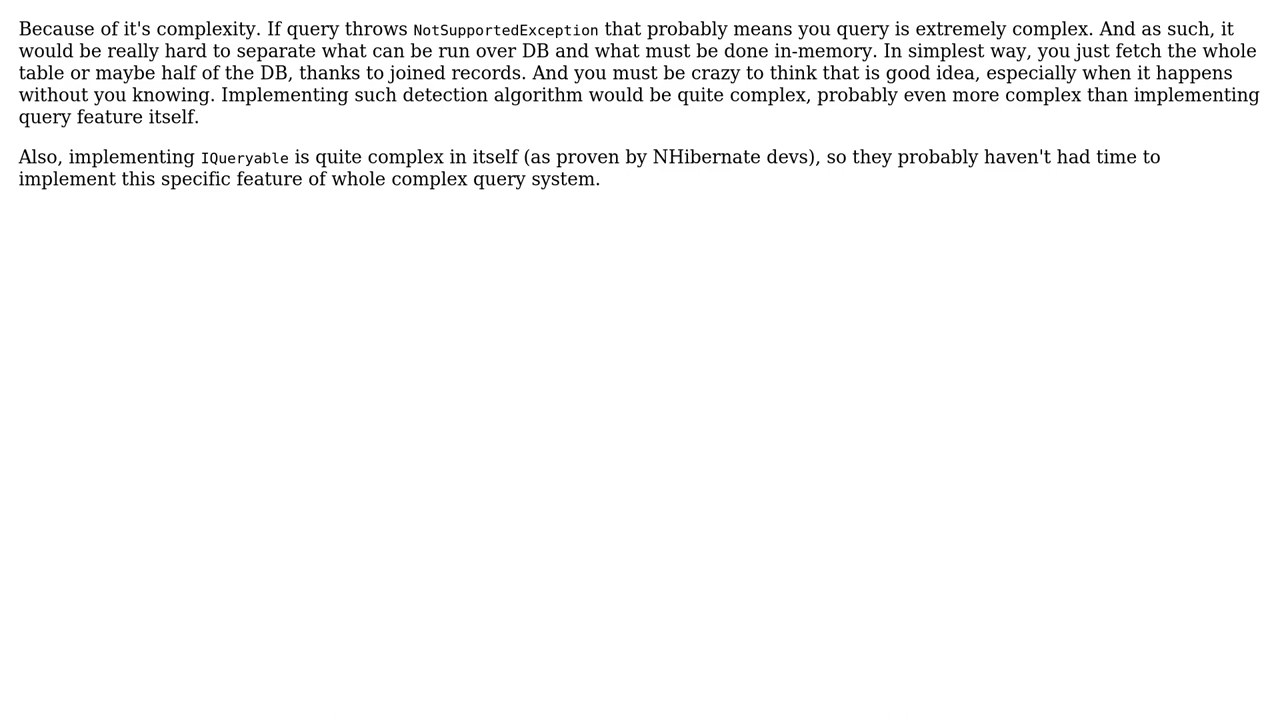 Because of it's complexity. If query throws NotSupportedException that probably means you query is extremely complex. And as such, it
would be really hard to separate what can be run over DB and what must be done in-memory. In simplest way, you just fetch the whole
table or maybe half of the DB, thanks to joined records. And you must be crazy to think that is good idea, especially when it happens
without you knowing. Implementing such detection algorithm would be quite complex, probably even more complex than implementing
query feature itself.
Also, implementing IQueryable is quite complex in itself (as proven by NHibernate devs), so they probably haven't had time to
implement this specific feature of whole complex query system.